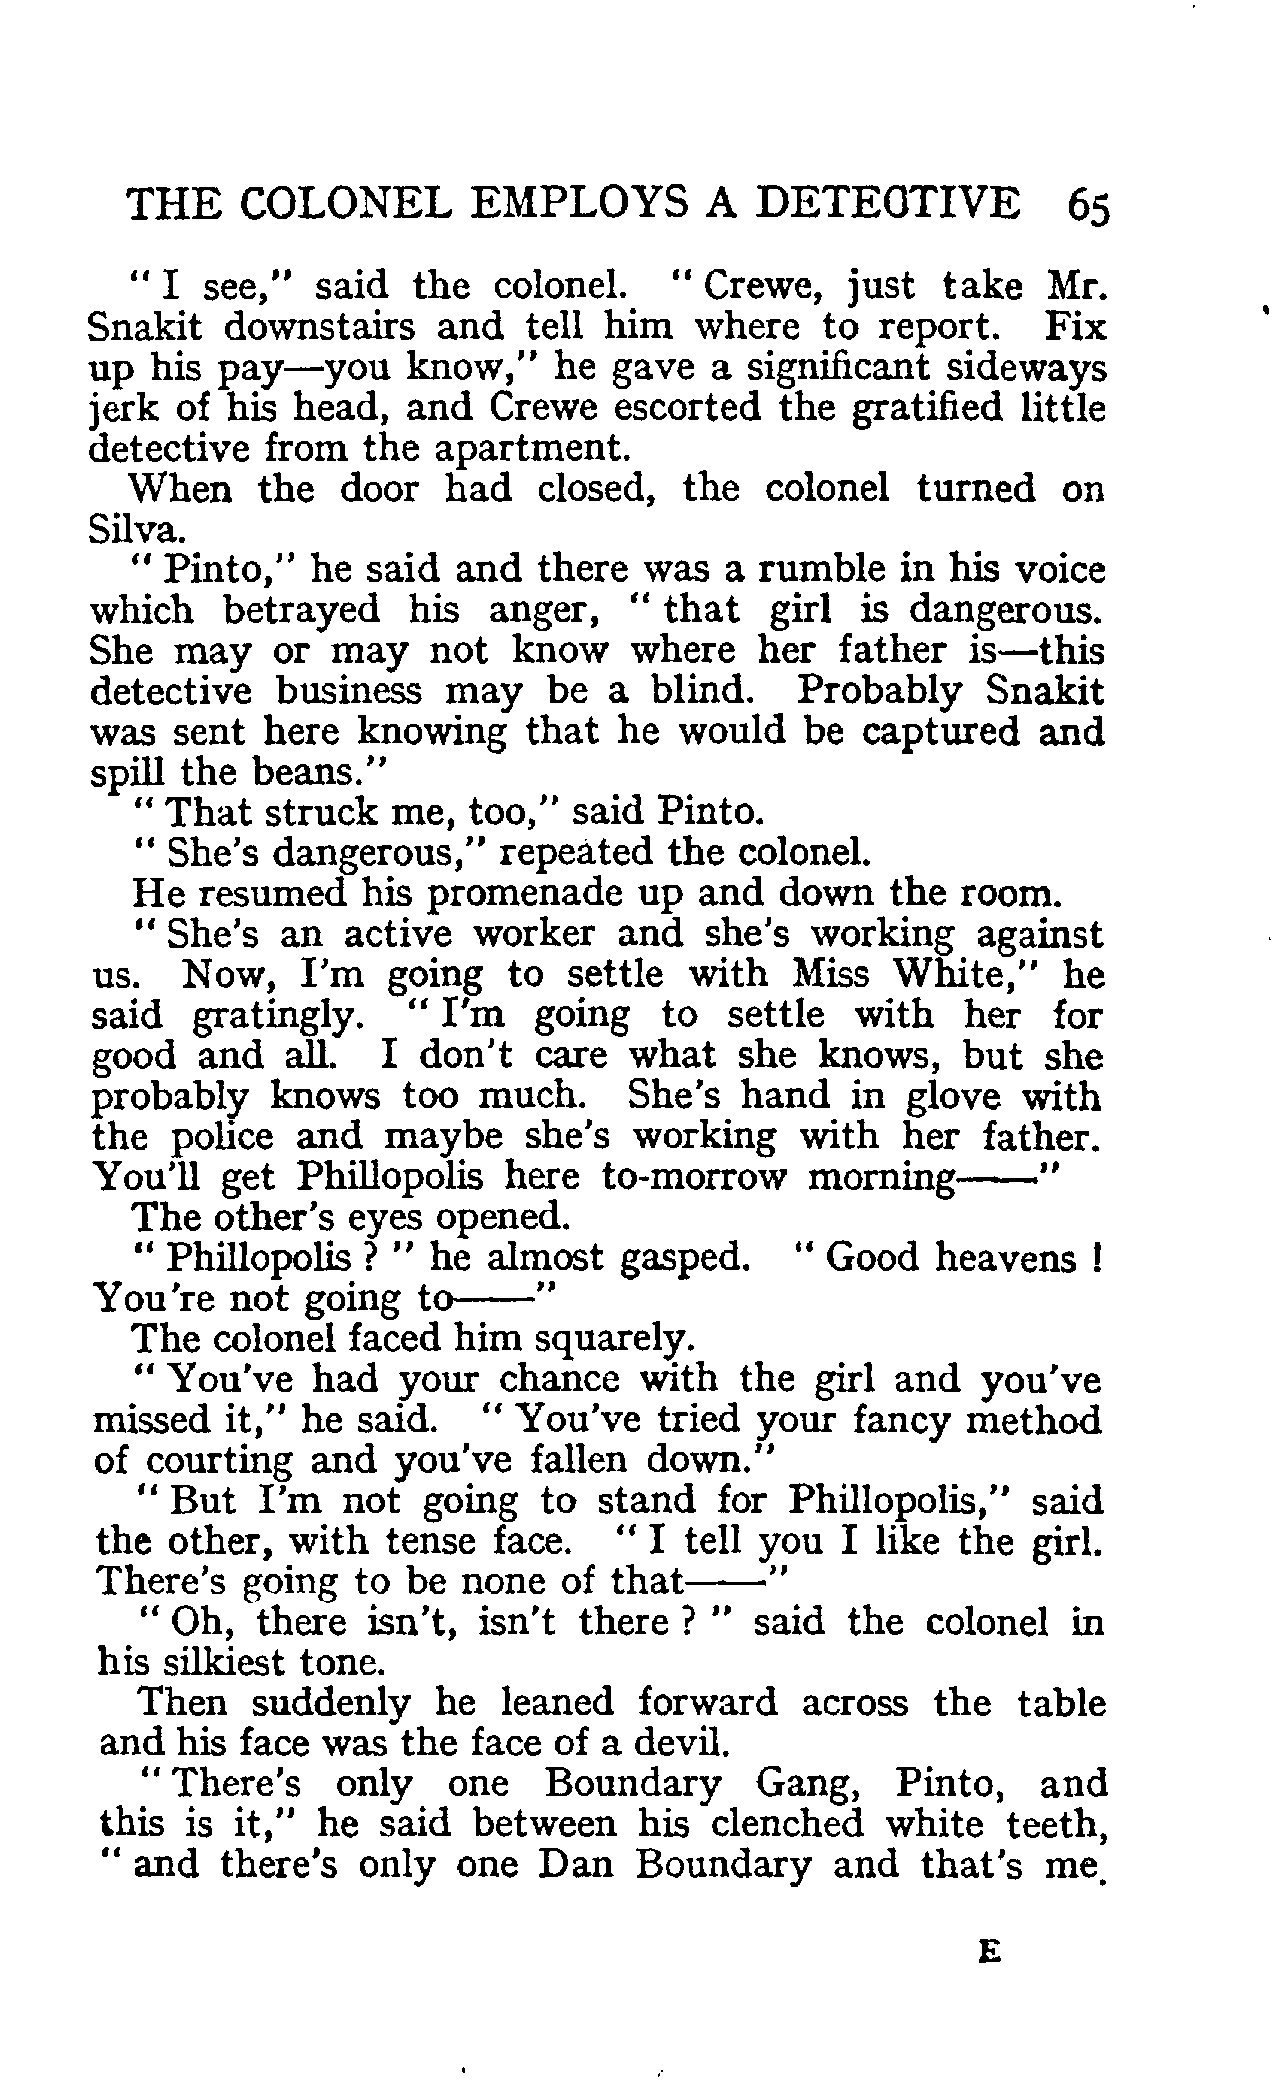 THE COLONEL EMPLOYS A DETECTIVE 65
" I see," said the colonel. " Crewe, just take Mr.
Snakit downstairs and tell him where to report. Fix
up his pay—you know," he gave a significant sideways
jerk of his head, and Crewe escorted the gratified little
detective from the apartment.
When the door had closed, the colonel turned on
Silva.
" Pinto," he said and there was a rumble in his voice
which betrayed his anger, " that girl is dangerous.
She may or may not know where her father is—this
detective business may be a blind. Probably Snakit
was sent here knowing that he would be captured and
spill the beans."
" That struck me, too," said Pinto.
" She's dangerous," repeated the colonel.
He resumed his promenade up and down the room.
" She's an active worker and she's working against
us. Now, I'm going to settle with Miss White," he
said gratingly. " I'm going to settle with her for
good and all. I don't care what she knows, but she
probably knows too much. She's hand in glove with
the police and maybe she's working with her father.
You'll get Phillopolis here to-morrow morning——"
The other's eyes opened.
" Phillopolis ? " he almost gasped. " Good heavens !
You're not going to——"
The colonel faced him squarely.
" You've had your chance with the girl and you've
missed it," he said. " You've tried your fancy method
of courting and you've fallen down."
" But I'm not going to stand for Phillopolis," said
the other, with tense face. " I tell you I like the girl.
There's going to be none of that——"
" Oh, there isn't, isn't there ? " said the colonel in
his silkiest tone.
Then suddenly he leaned forward across the table
and his face was the face of a devil.
" There's only one Boundary Gang, Pinto, and
this is it," he said between his clenched white teeth,
" and there's only one Dan Boundary and that's me.
E